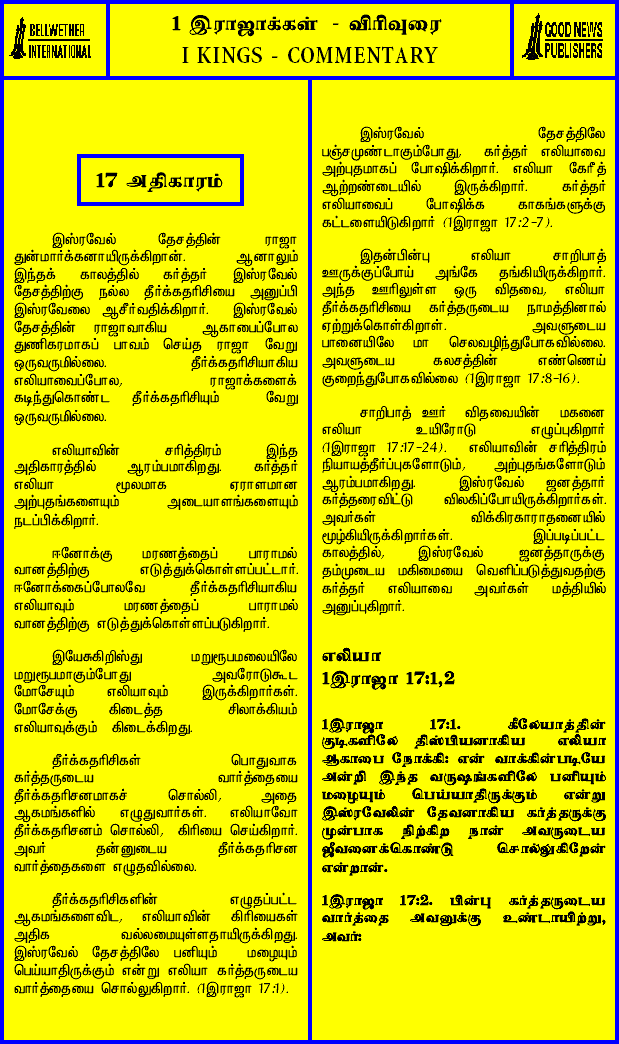 BELLWETHER
INTERNATIONAL
1 இராஜாக்கள் - விரிவுரை
I KINGS - COMMENTARY
GOOD NEWS
PUBLISHERS
17 அதிகாரம்
இஸ்ரவேல் தேசத்தின் ராஜா
துன்மார்க்கனாயிருக்கிறான். ஆனாலும்
இந்தக் காலத்தில் கர்த்தர் இஸ்ரவேல்
தேசத்திற்கு நல்ல தீர்க்கதரிசியை அனுப்பி
இஸ்ரவேலை ஆசீர்வதிக்கிறார். இஸ்ரவேல்
தேசத்தின் ராஜாவாகிய ஆகாபைப்போல
துணிகரமாகப் பாவம் செய்த ராஜா வேறு
ஒருவருமில்லை. தீர்க்கதரிசியாகிய
எலியாவைப்போல, ராஜாக்களைக்
கடிந்துகொண்ட தீர்க்கதரிசியும் வேறு
ஒருவருமில்லை.
எலியாவின் சரித்திரம் இந்த
அதிகாரத்தில் ஆரம்பமாகிறது. கர்த்தர்
எலியா மூலமாக ஏராளமான
அற்புதங்களையும் அடையாளங்களையும்
நடப்பிக்கிறார்.
ஈனோக்கு மரணத்தைப் பாராமல்
வானத்திற்கு எடுத்துக்கொள்ளப்பட்டார்.
ஈனோக்கைப்போலவே தீர்க்கதரிசியாகிய
எலியாவும் மரணத்தைப் பாராமல்
வானத்திற்கு எடுத்துக்கொள்ளப்படுகிறார்.
இயேசுகிறிஸ்து மறுரூபமலையிலே
மறுரூபமாகும்போது அவரோடுகூட
மோசேயும் எலியாவும் இருக்கிறார்கள்.
மோசேக்கு கிடைத்த சிலாக்கியம்
எலியாவுக்கும் கிடைக்கிறது.
தீர்க்கதரிசிகள் பொதுவாக
கர்த்தருடைய வார்த்தையை
தீர்க்கதரிசனமாகச் சொல்லி, அதை
ஆகமங்களில் எழுதுவார்கள். எலியாவோ
தீர்க்கதரிசனம் சொல்லி, கிரியை செய்கிறார்.
அவர் தன்னுடைய தீர்க்கதரிசன
வார்த்தைகளை எழுதவில்லை.
தீர்க்கதரிசிகளின் எழுதப்பட்ட
ஆகமங்களைவிட, எலியாவின் கிரியைகள்
அதிக வல்லமையுள்ளதாயிருக்கிறது.
இஸ்ரவேல் தேசத்திலே பனியும் மழையும்
பெய்யாதிருக்கும் என்று எலியா கர்த்தருடைய
வார்த்தையை சொல்லுகிறார். (1இராஜா 17:1).
இஸ்ரவேல் தேசத்திலே
பஞ்சமுண்டாகும்போது, கர்த்தர் எலியாவை
அற்புதமாகப் போஷிக்கிறார். எலியா கேரீத்
ஆற்றண்டையில் இருக்கிறார். கர்த்தர்
எலியாவைப் போஷிக்க காகங்களுக்கு
கட்டளையிடுகிறார் (1இராஜா 17:2-7).
இதன்பின்பு எலியா சாறிபாத்
ஊருக்குப்போய் அங்கே தங்கியிருக்கிறார்.
அந்த ஊரிலுள்ள ஒரு விதவை, எலியா
தீர்க்கதரிசியை கர்த்தருடைய நாமத்தினால்
ஏற்றுக்கொள்கிறாள். அவளுடைய
பானையிலே மா செலவழிந்துபோகவில்லை.
அவளுடைய கலசத்தின் எண்ணெய்
குறைந்துபோகவில்லை (1இராஜா 17:8-16).
சாறிபாத் ஊர் விதவையின் மகனை
எலியா உயிரோடு எழுப்புகிறார்
(1இராஜா 17:17-24). எலியாவின் சரித்திரம்
நியாயத்தீர்ப்புகளோடும், அற்புதங்களோடும்
ஆரம்பமாகிறது. இஸ்ரவேல் ஜனத்தார்
கர்த்தரைவிட்டு விலகிப்போயிருக்கிறார்கள்.
அவர்கள் விக்கிரகாராதனையில்
மூழ்கியிருக்கிறார்கள். இப்படிப்பட்ட
காலத்தில், இஸ்ரவேல் ஜனத்தாருக்கு
தம்முடைய மகிமையை வெளிப்படுத்துவதற்கு
கர்த்தர் எலியாவை அவர்கள் மத்தியில்
அனுப்புகிறார்.
எலியா
1இராஜா 17:1,2
1இராஜா 17:1. கீலேயாத்தின்
குடிகளிலே திஸ்பியனாகிய எலியா
ஆகாபை நோக்கி: என் வாக்கின்படியே
அன்றி இந்த வருஷங்களிலே பனியும்
மழையும் பெய்யாதிருக்கும் என்று
இஸ்ரவேலின் தேவனாகிய கர்த்தருக்கு
முன்பாக நிற்கிற நான் அவருடைய
ஜீவனைக்கொண்டு சொல்லுகிறேன்
என்றான்.
1இராஜா 17:2. பின்பு கர்த்தருடைய
வார்த்தை அவனுக்கு உண்டாயிற்று,
அவர்: